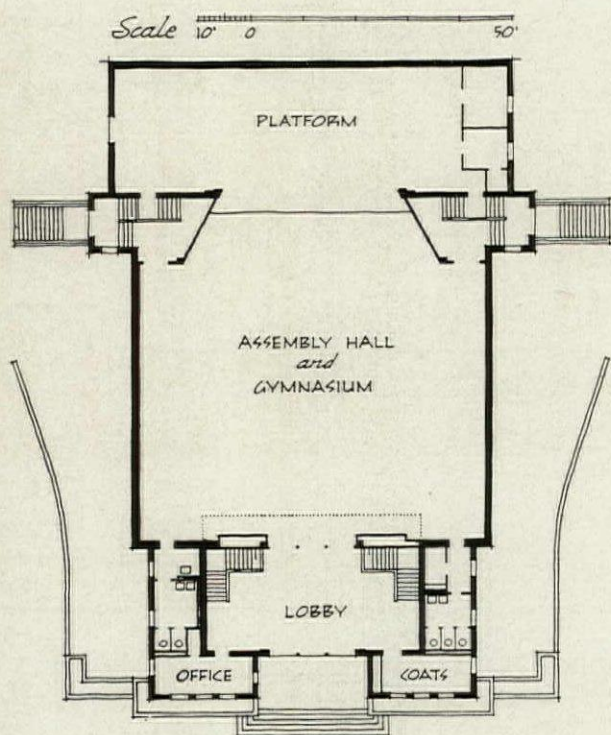 Scale 10' 0 50'
PLATFORM
ASSEMBLY HALL
and
GYMNASIUM
LOBBY
OFFICE
COATS